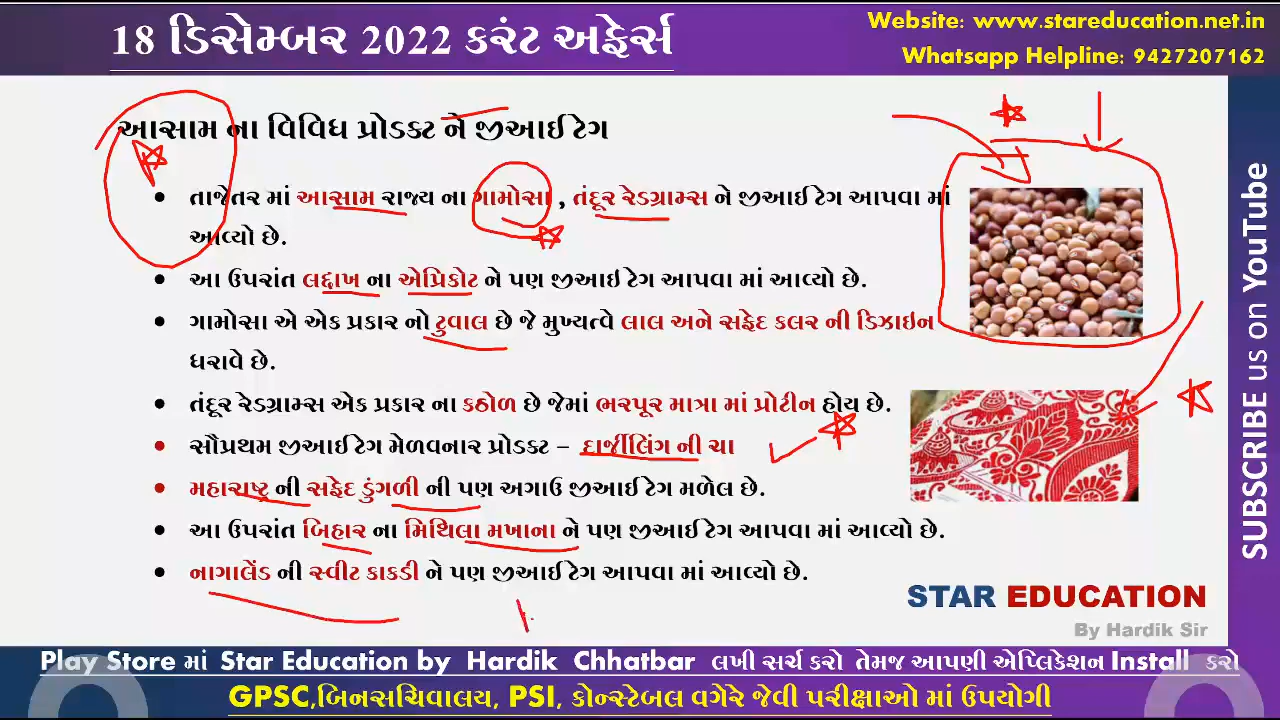 18 ડિસેમ્બર 2022 કરંટ અફેર્સ
Website: www.stareducation.net.in
Whatsapp Helpline: 9427207162
આસામ ના વિવિધ પ્રોડક્ટ ને જીઆઈ ટેગ
• તાજેતર માં આસામ રાજ્ય ના ગામોસા , તંદૂર રેડગ્રામ્સ ને જીઆઈ ટેગ આપવા માં
આવ્યો છે.
• આ ઉપરાંત લદ્દાખ ના એપ્રિકોટ ને પણ જીઆઈ ટેગ આપવા માં આવ્યો છે.
• ગામોસા એ એક પ્રકાર નો ટુવાલ છે જે મુખ્યત્વે લાલ અને સફેદ કલર ની ડિઝાઇન
ધરાવે છે.
• તંદૂર રેડગ્રામ્સ એક પ્રકાર ના કઠોળ છે જેમાં ભરપૂર માત્રા માં પ્રોટીન હોય છે.
• સૌપ્રથમ જીઆઈ ટેગ મેળવનાર પ્રોડક્ટ – દાર્જીલિંગ ની ચા
• મહારાષ્ટ્ર ની સફેદ ડુંગળી ની પણ અગાઉ જીઆઈ ટેગ મળેલ છે.
• આ ઉપરાંત બિહાર ના મિથિલા મખાના ને પણ જીઆઈ ટેગ આપવા માં આવ્યો છે.
• નાગાલેંડ ની સ્વીટ કાકડી ને પણ જીઆઈ ટેગ આપવા માં આવ્યો છે.
SUBSCRIBE us on YouTube
STAR EDUCATION
By Hardik Sir
Play Store માં Star Education by Hardik Chhatbar લખી સર્ચ કરો તેમજ આપણી એપ્લિકેશન Install કરો
GPSC,બિનસચિવાલય, PSI, કોન્સ્ટેબલ વગેરે જેવી પરીક્ષાઓ માં ઉપયોગી